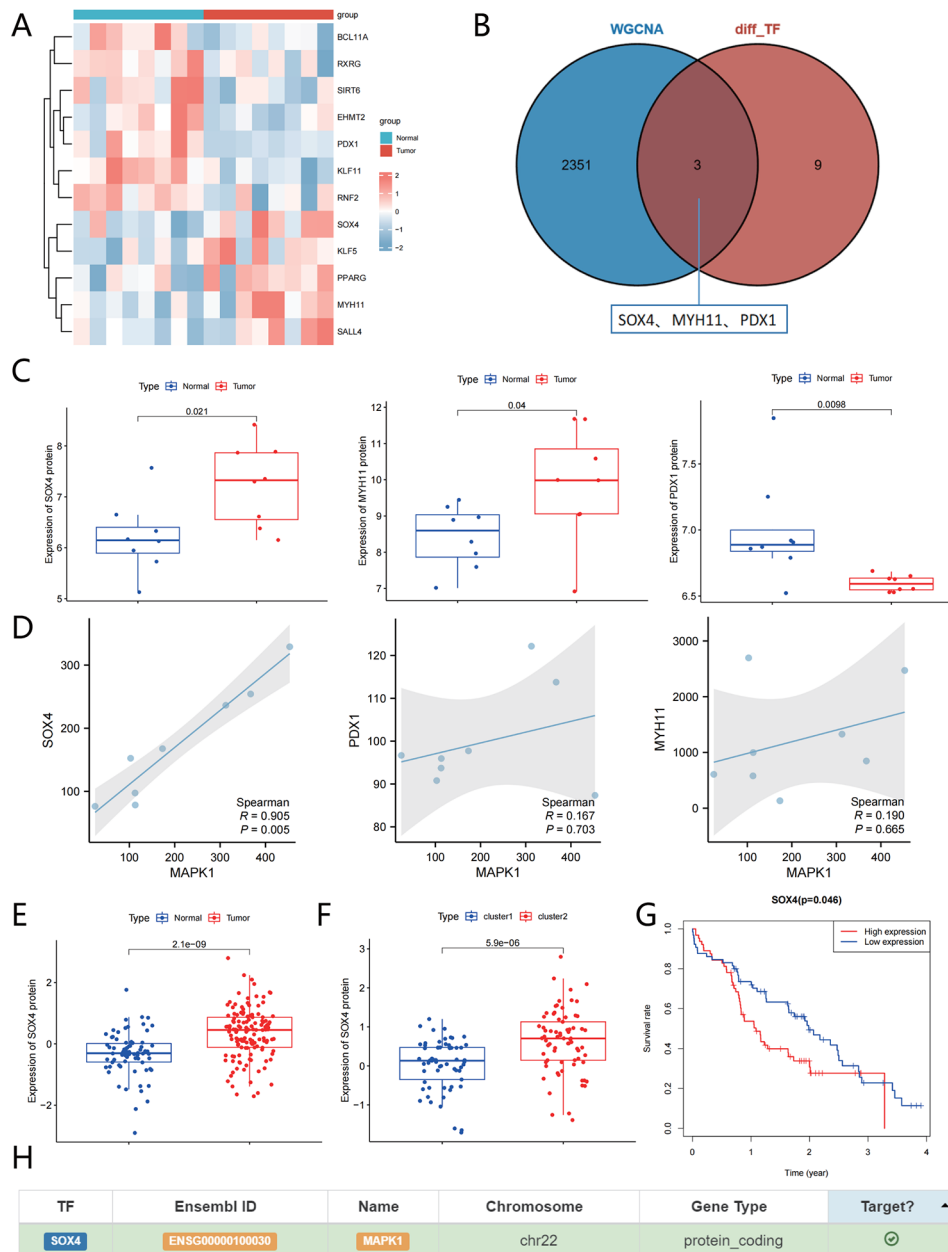 A
group
BCL11A
RXRG
SIRT6
EHMT2
PDX1
KLF11
RNF2
SOX4
KLF5
PPARG
MYH11
SALL4
group
Normal
Tumor
2
1
0
−1
−2
B
WGCNA
diff_TF
2351
3
9
SOX4、MYH11、PDX1
C
Type Normal Tumor
0.021
Expression of SOX4 protein
8
7
6
5
Type Normal Tumor
0.04
Expression of MYH11 protein
12
11
10
9
8
7
Type Normal Tumor
0.0098
Expression of PDX1 protein
7.5
7.0
6.5
D
SOX4
300
200
100
Spearman
R = 0.905
P = 0.005
100 200 300 400
MAPK1
PDX1
120
110
100
90
80
Spearman
R = 0.167
P = 0.703
100 200 300 400
MAPK1
MYH11
3000
2000
1000
0
Spearman
R = 0.190
P = 0.665
100 200 300 400
MAPK1
E
Type Normal Tumor
2.1e−09
Expression of SOX4 protein
2
0
−2
F
Type cluster1 cluster2
5.9e−06
Expression of SOX4 protein
3
2
1
0
−1
G
SOX4(p=0.046)
High expression
Low expression
Survival rate
1.0
0.8
0.6
0.4
0.2
0.0
0 1 2 3 4
Time (year)
H
TF Ensembl ID Name Chromosome Gene Type Target?
SOX4 ENSG00000100030 MAPK1 chr22 protein_coding